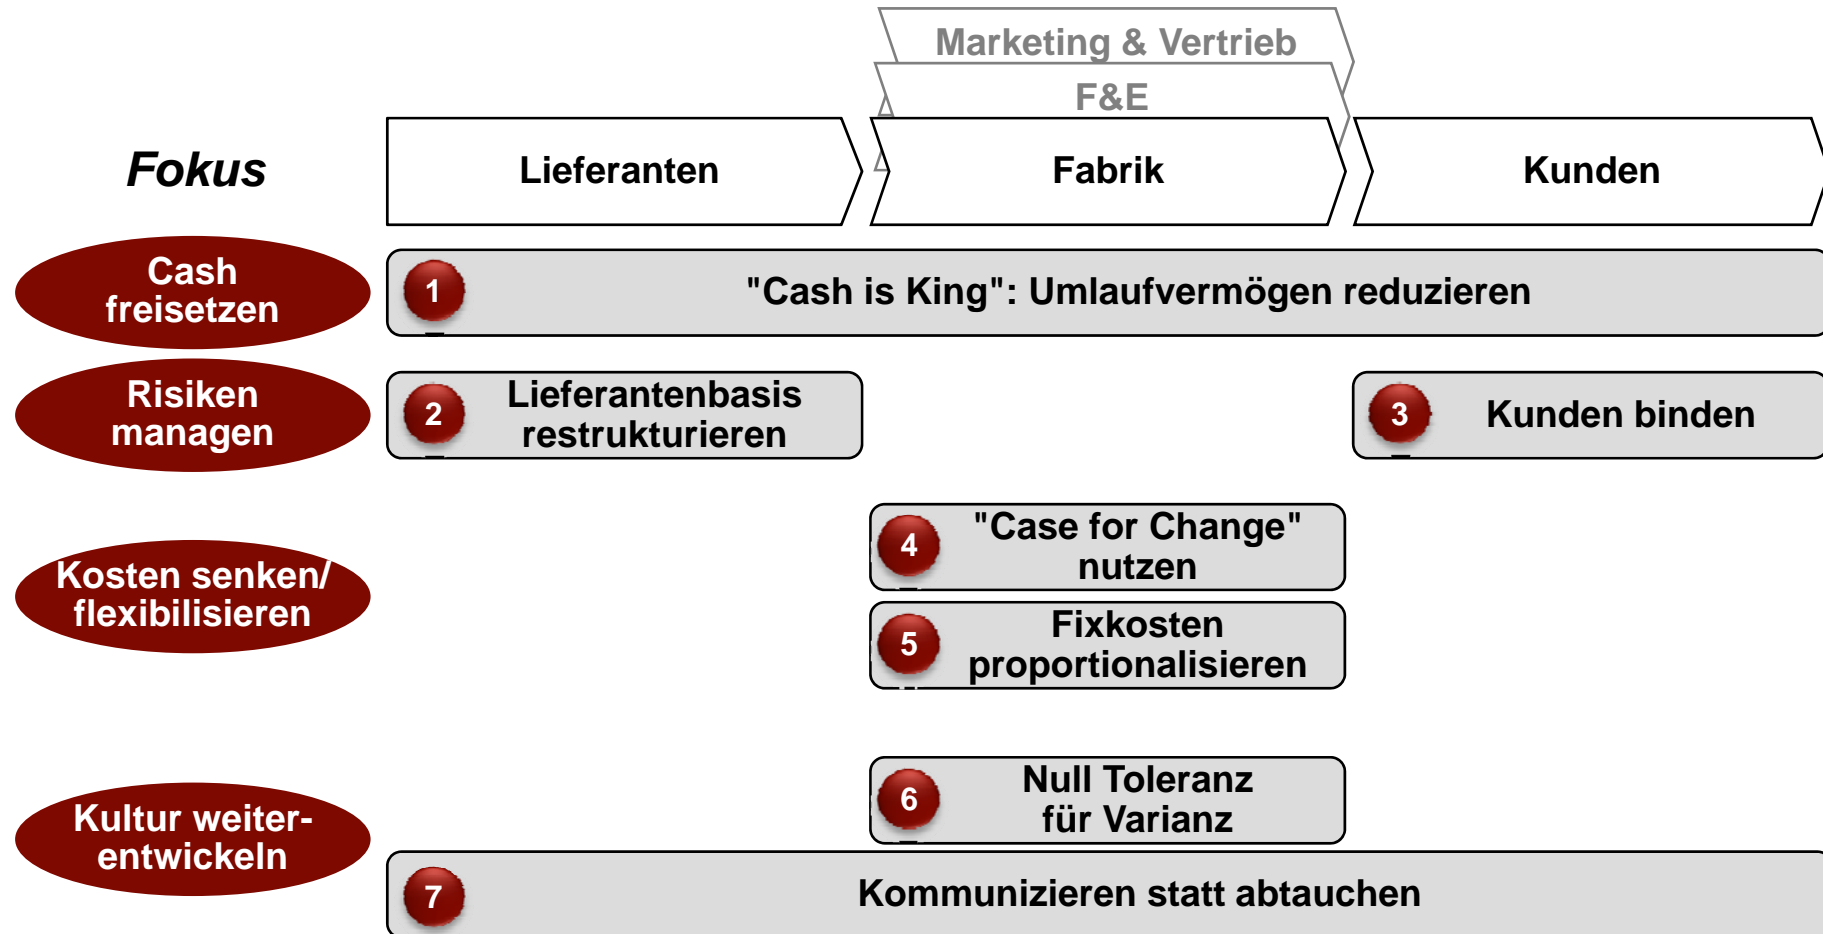 Marketing & Vertrieb
F&E
Fokus
Lieferanten
Fabrik
Kunden
Cash
freisetzen
1
"Cash is King": Umlaufvermögen reduzieren
Risiken
managen
2
Lieferantenbasis
restrukturieren
3
Kunden binden
Kosten senken/
flexibilisieren
4
"Case for Change"
nutzen
5
Fixkosten
proportionalisieren
Kultur weiter-
entwickeln
6
Null Toleranz
für Varianz
7
Kommunizieren statt abtauchen